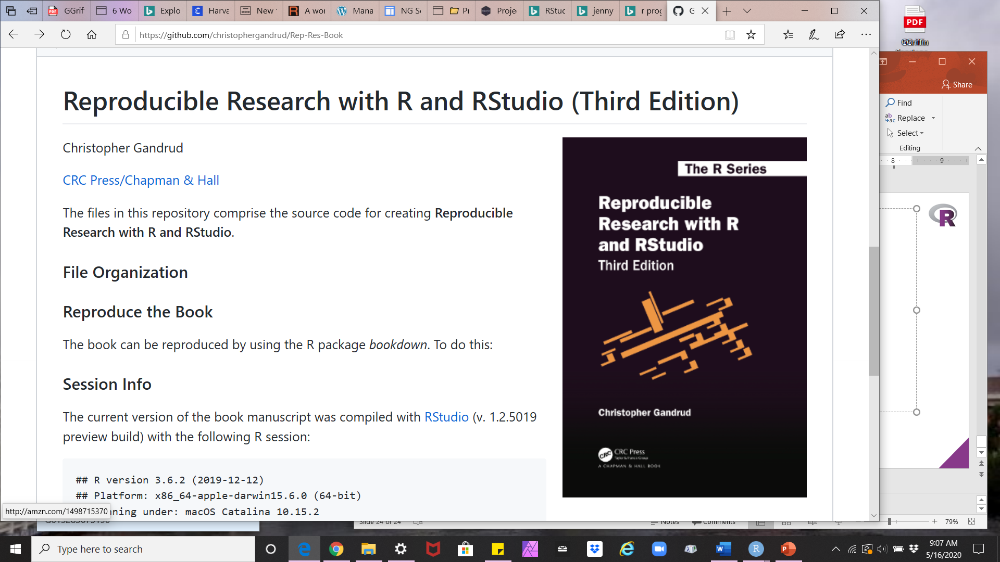 GGrif
6 Wo
Explo
Harva
New
A wor
Mana
NG Sc
Pr
Proje
RStuc
jenny
r prog
G
https://github.com/christophergandrud/Rep-Res-Book
PDF
GGriffin
Share
Find
Replace
Select
Editing
8
9
R
Reproducible Research with R and RStudio (Third Edition)
Christopher Gandrud
CRC Press/Chapman & Hall
The files in this repository comprise the source code for creating Reproducible
Research with R and RStudio.
File Organization
Reproduce the Book
The book can be reproduced by using the R package bookdown. To do this:
Session Info
The current version of the book manuscript was compiled with RStudio (v. 1.2.5019
preview build) with the following R session:
## R version 3.6.2 (2019-12-12)
## Platform: x86_64-apple-darwin15.6.0 (64-bit)
ning under: macOS Catalina 10.15.2
The R Series
Reproducible
Research with R
and RStudio
Third Edition
Christopher Gandrud
CRC
CRC Press
Taylor & Francis Group
A CHAPMAN & HALL BOOK
http://amzn.com/1498715370
Slide 24 of 24
Notes
Comments
79%
Type here to search
9:07 AM
5/16/2020